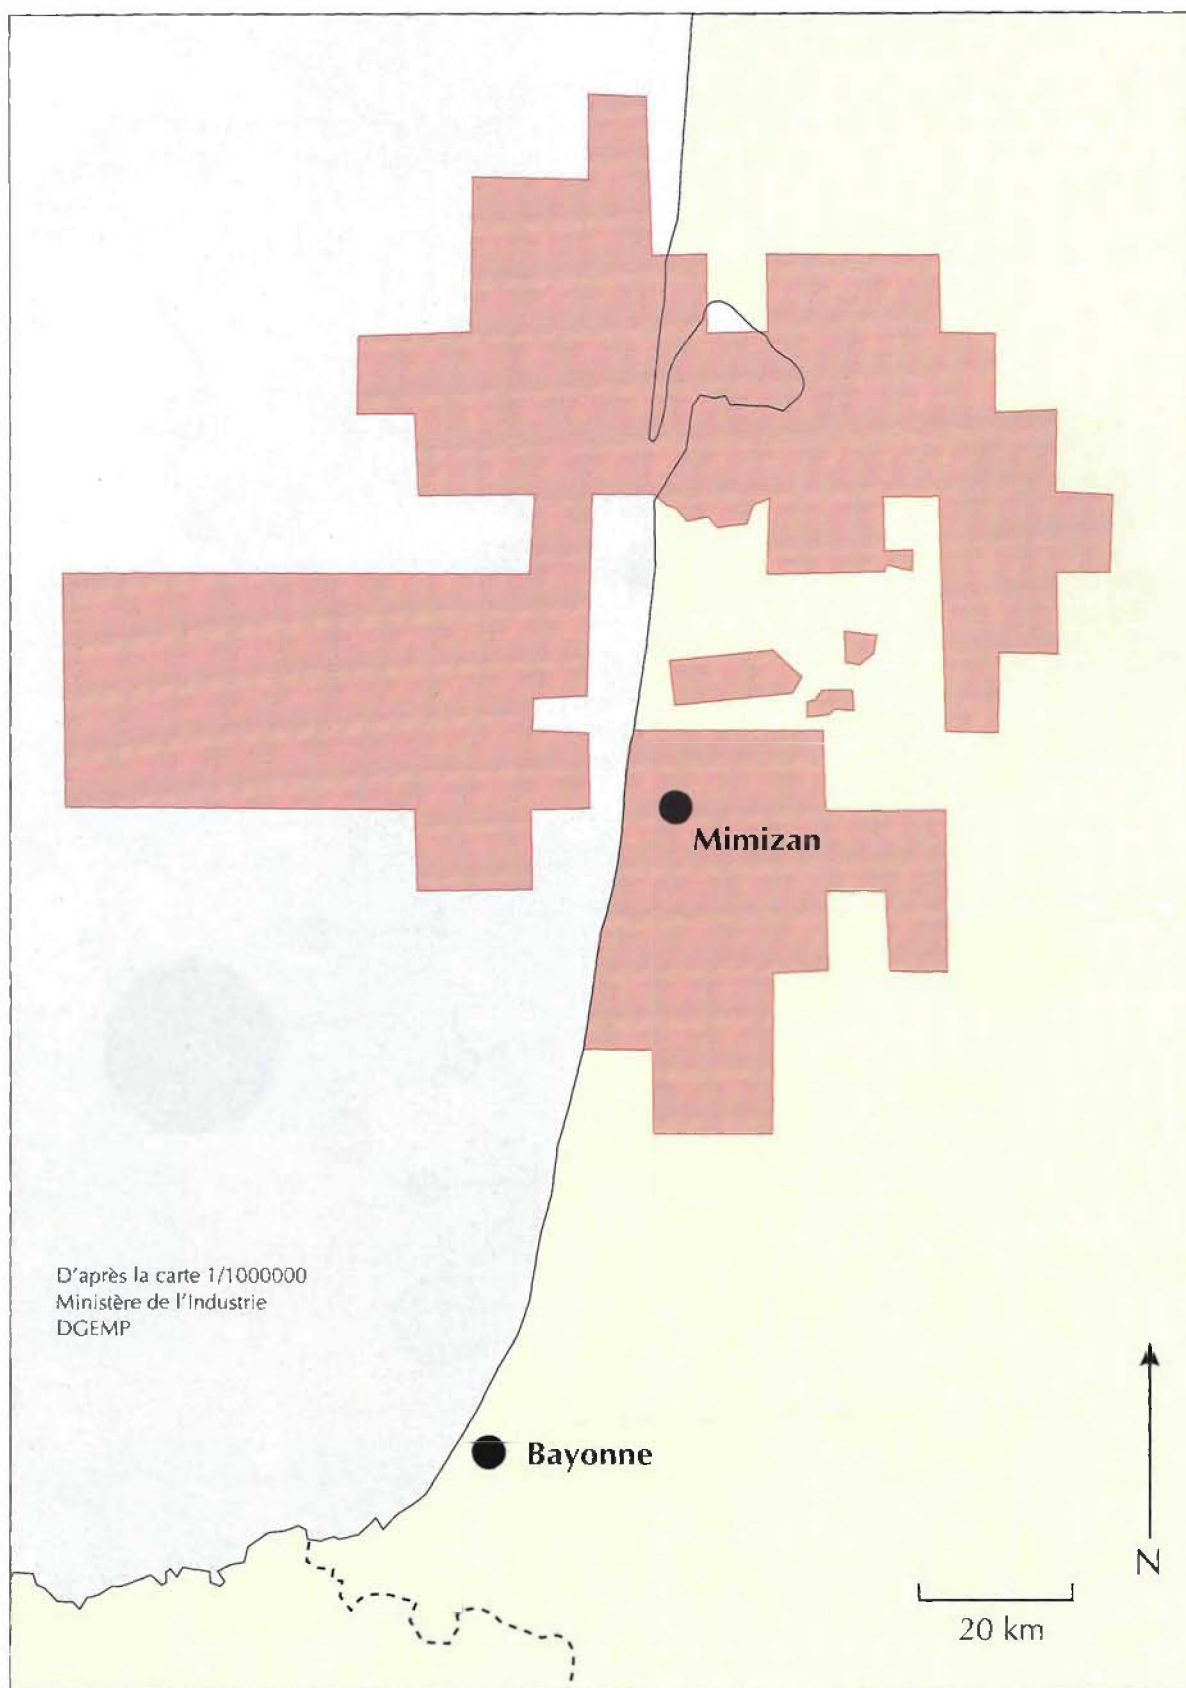 Mimizan
D'après la carte 1/1000000
Ministère de l'Industrie
DGEMP
Bayonne
N
20 km